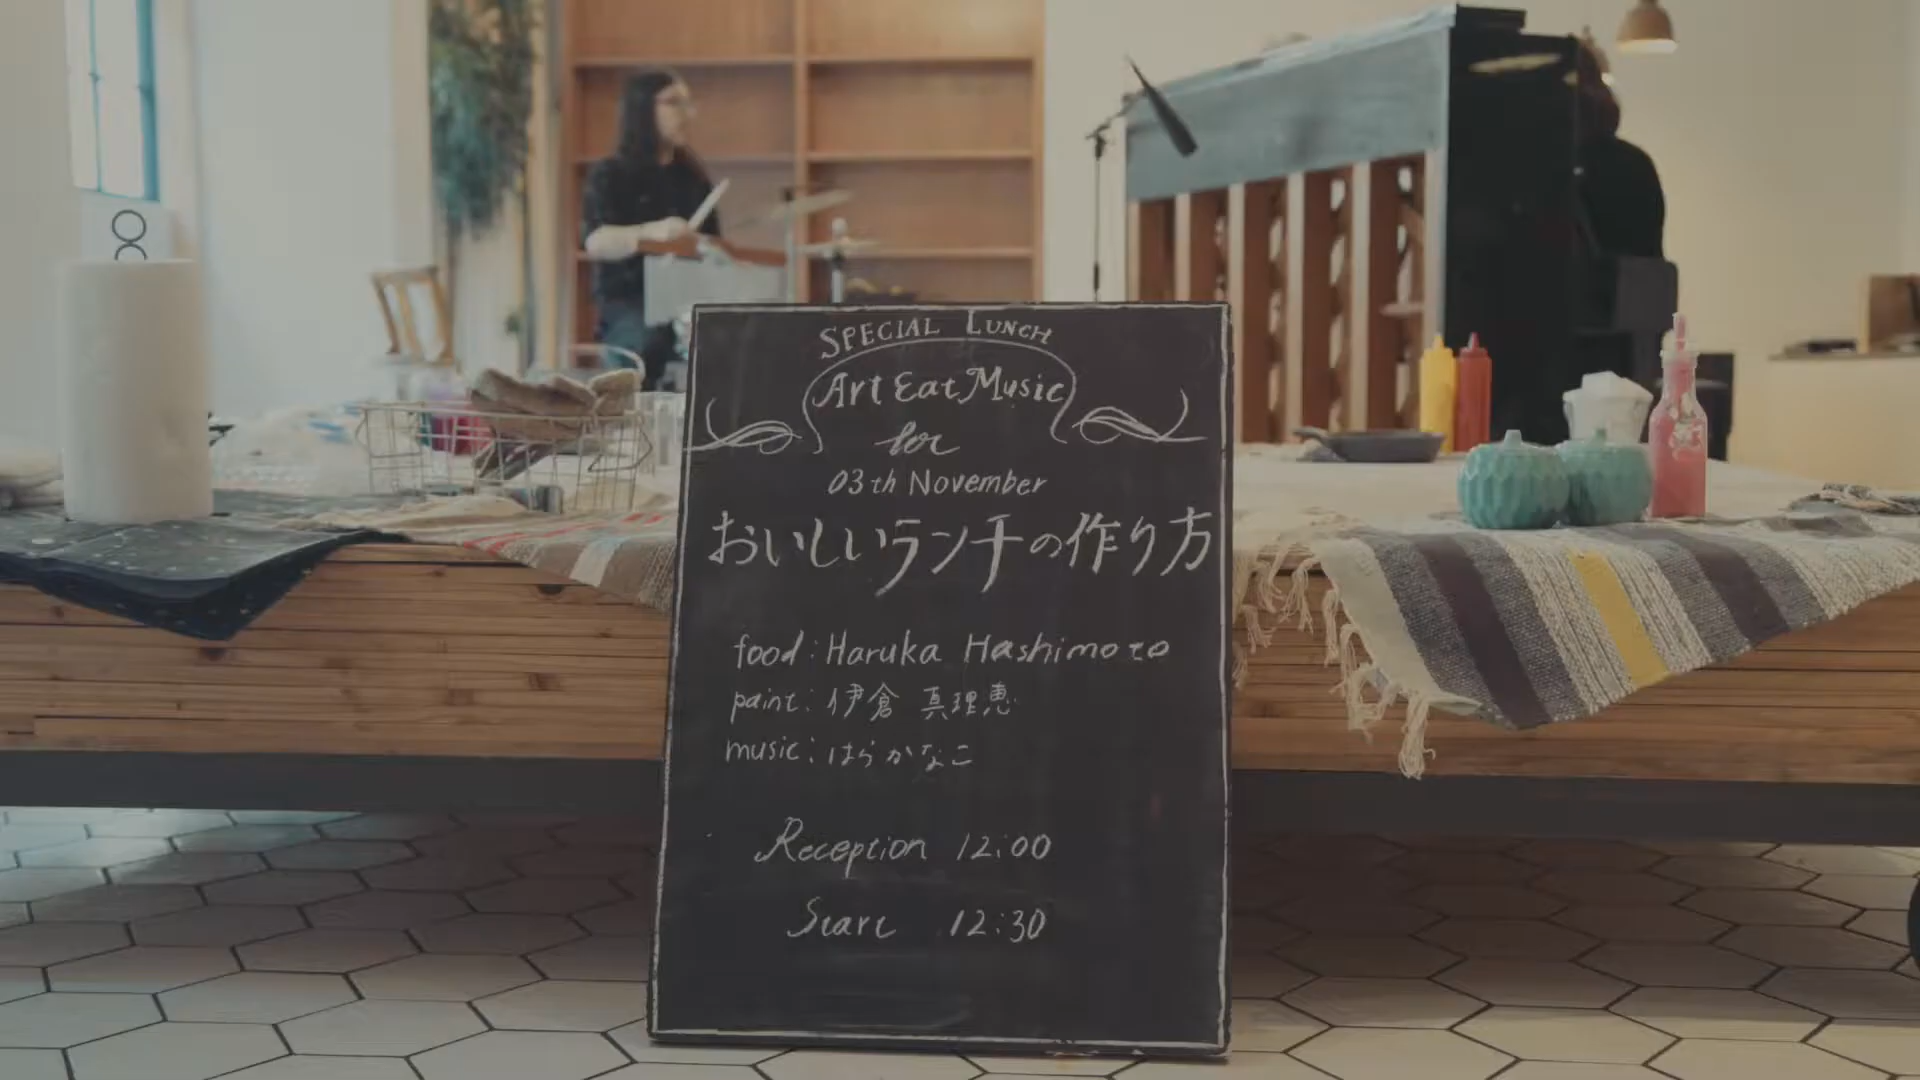 SPECIAL LUNCH
Art Eat Music
for
03th November
おいしいランチの作り方
food: Haruka Hashimoto
paint: 伊倉 真理恵
music: はらかなこ
Reception 12:00
Start 12:30